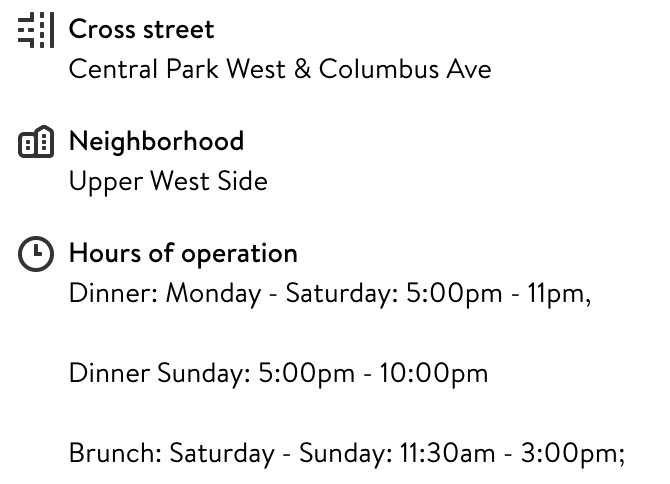 Cross street
Central Park West & Columbus Ave
Neighborhood
Upper West Side
Hours of operation
Dinner: Monday - Saturday: 5:00pm - 11pm,
Dinner Sunday: 5:00pm - 10:00pm
Brunch: Saturday - Sunday: 11:30am - 3:00pm;